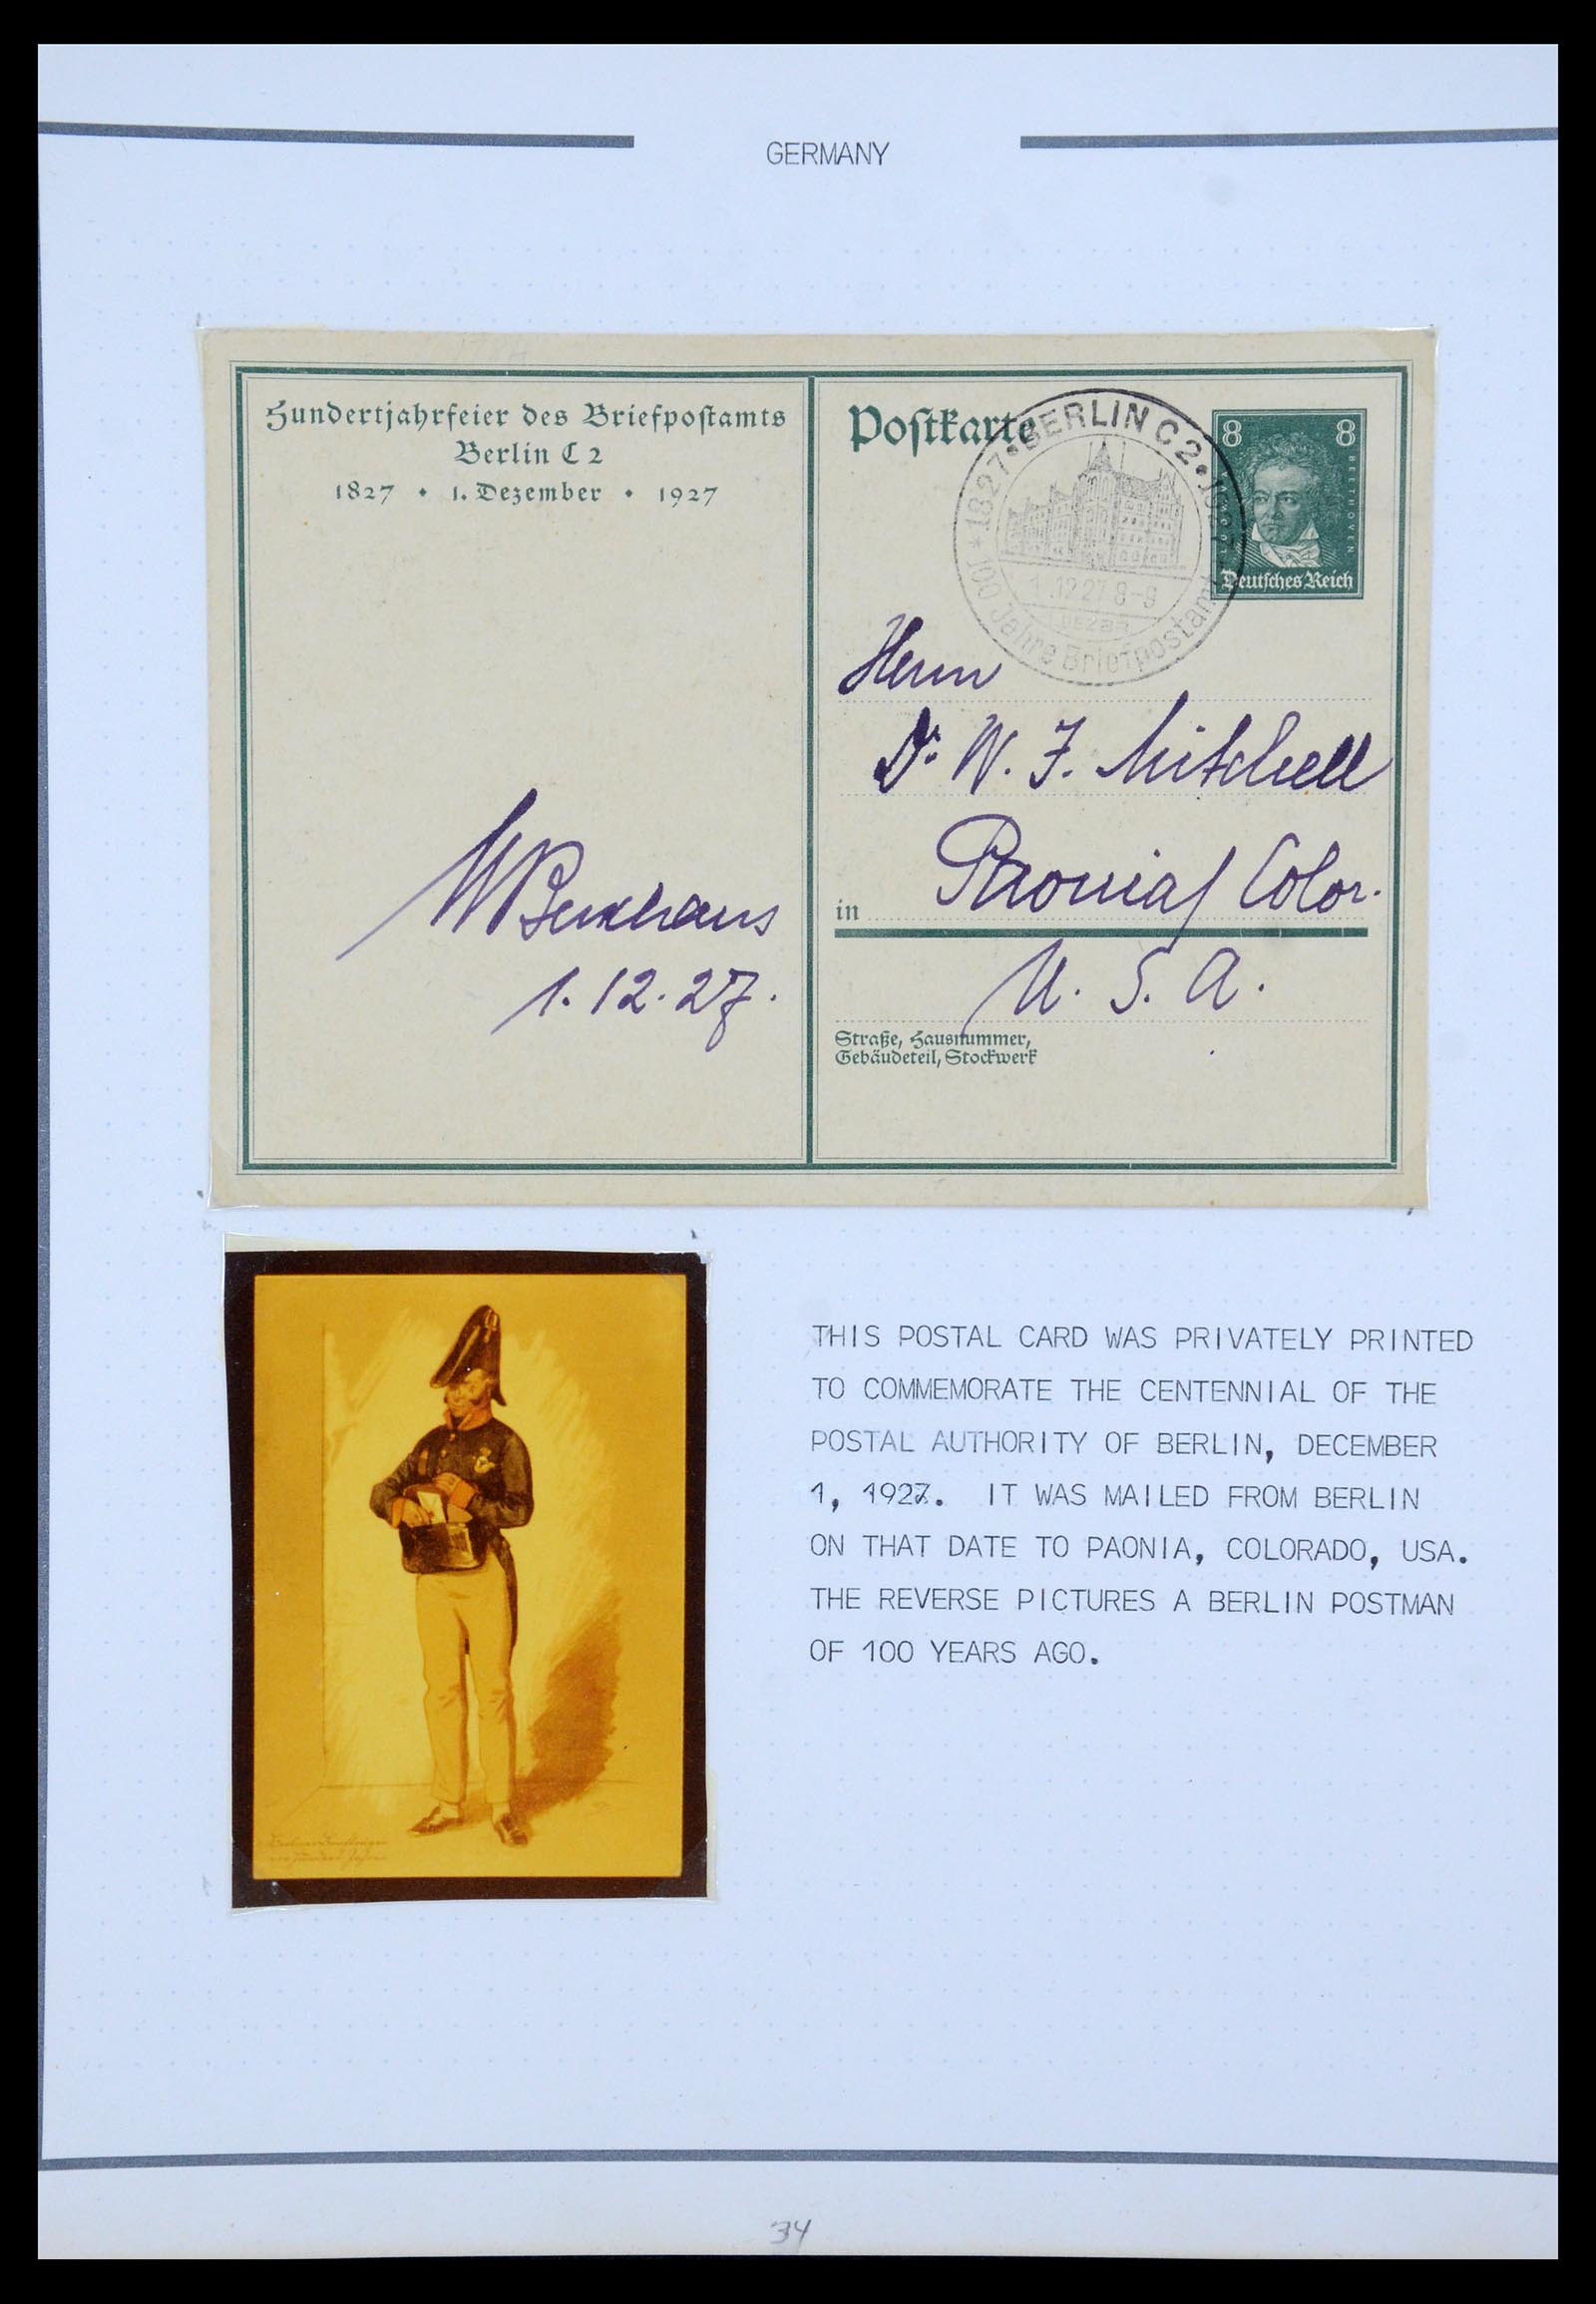 GERMANY
Hundertjahrfeier des Briefpostamts
Berlin C 2
1827 • 1. Dezember • 1927
Postkarte
1827 • BERLIN C 2 • 1927
1.12.27 8-9
* 100 Jahre Briefpostamt
8 8
BEETHOVEN
Deutsches Reich
Herrn
Dr. W. F. Mitchell
in Paonia / Color.
U. S. A.
Straße, Hausnummer,
Gebäudeteil, Stockwerk
1.12.27.
THIS POSTAL CARD WAS PRIVATELY PRINTED
TO COMMEMORATE THE CENTENNIAL OF THE
POSTAL AUTHORITY OF BERLIN, DECEMBER
1, 1927. IT WAS MAILED FROM BERLIN
ON THAT DATE TO PAONIA, COLORADO, USA.
THE REVERSE PICTURES A BERLIN POSTMAN
OF 100 YEARS AGO.
34